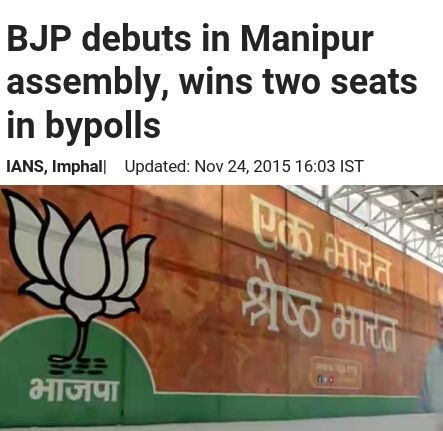 BJP debuts in Manipur
assembly, wins two seats
in bypolls
IANS, Imphal| Updated: Nov 24, 2015 16:03 IST
एक भारत
श्रेष्ठ भारत
भाजपा